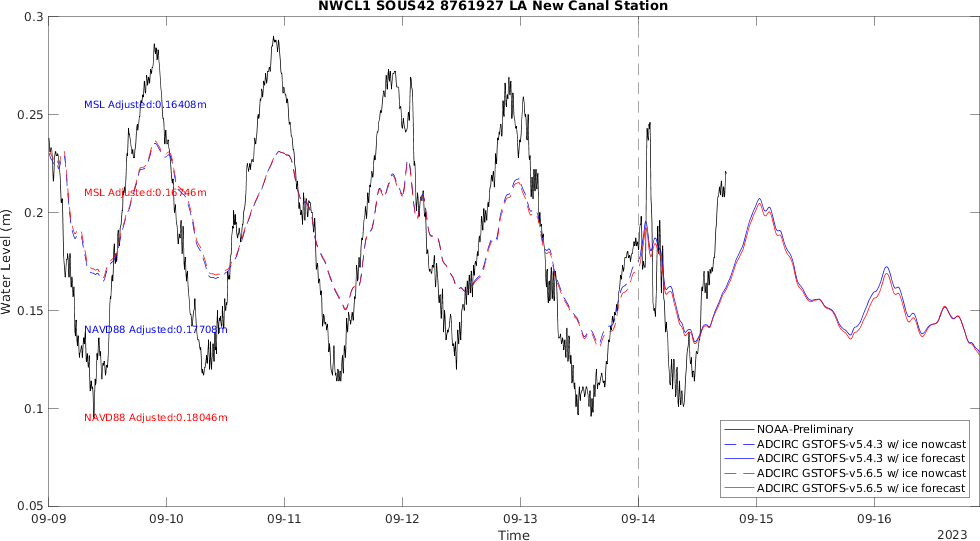 NWCL1 SOUS42 8761927 LA New Canal Station
Water Level (m)
0.3
0.25
0.2
0.15
0.1
0.05
MSL Adjusted:0.16408m
MSL Adjusted:0.16746m
NAVD88 Adjusted:0.17708m
NAVD88 Adjusted:0.18046m
NOAA-Preliminary
ADCIRC GSTOFS-v5.4.3 w/ ice nowcast
ADCIRC GSTOFS-v5.4.3 w/ ice forecast
ADCIRC GSTOFS-v5.6.5 w/ ice nowcast
ADCIRC GSTOFS-v5.6.5 w/ ice forecast
09-09 09-10 09-11 09-12 09-13 09-14 09-15 09-16
Time
2023